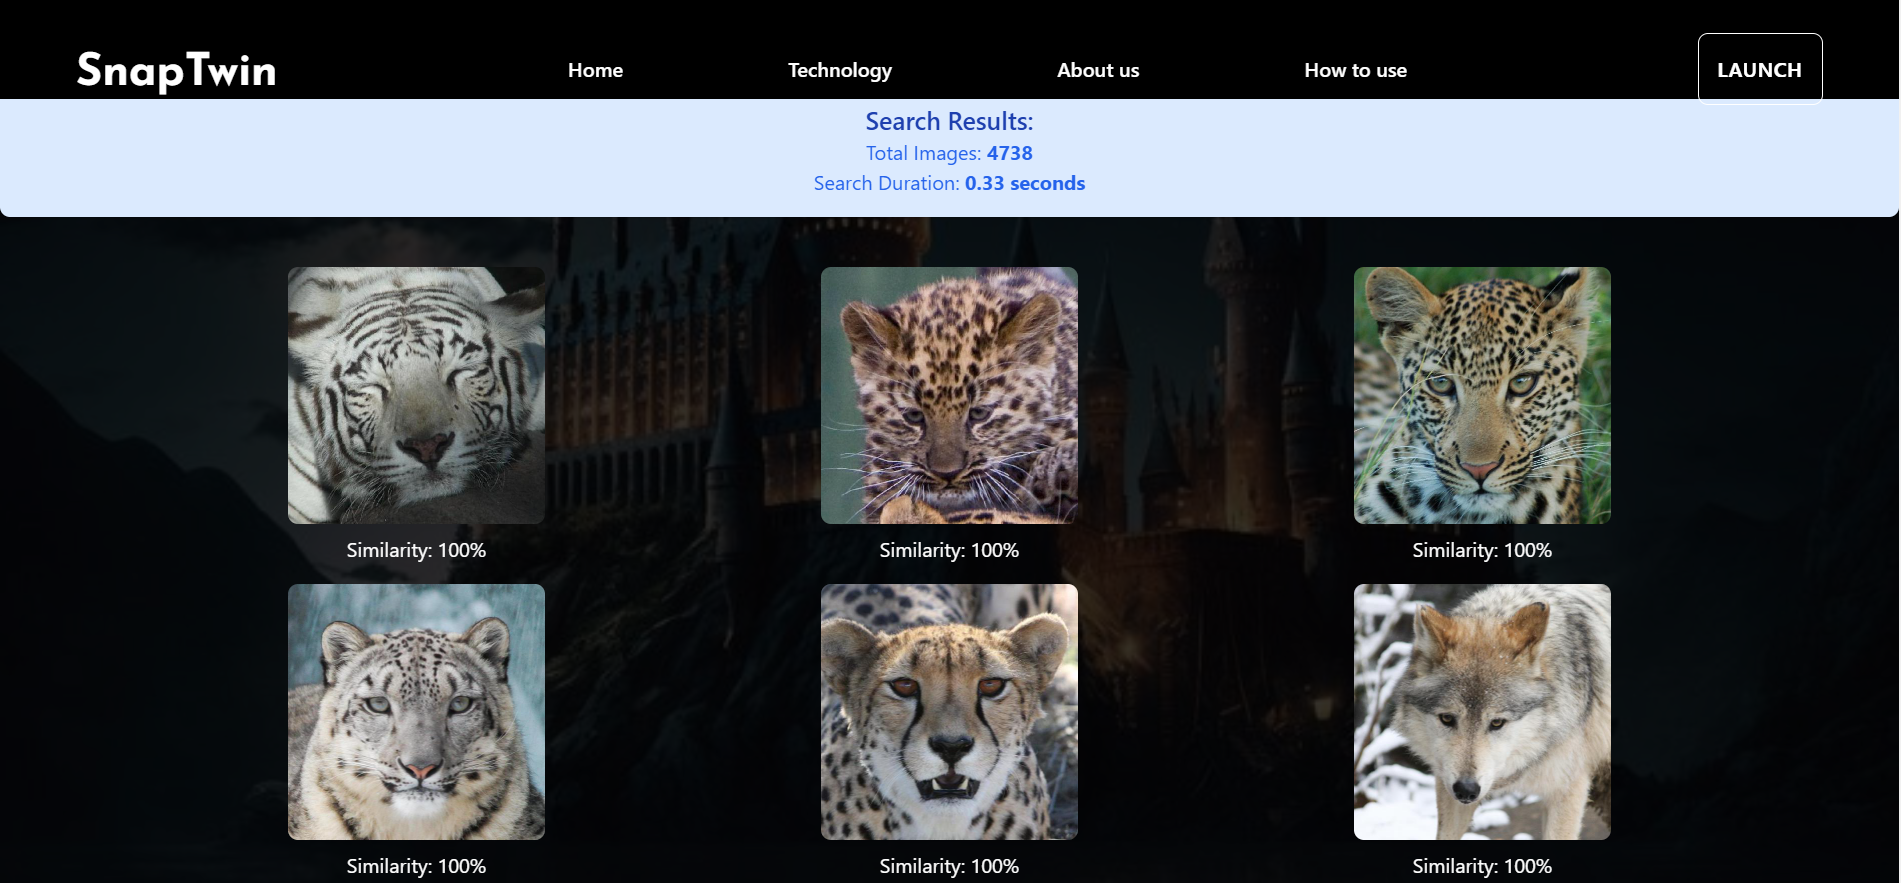 SnapTwin
Home
Technology
About us
How to use
LAUNCH
Search Results:
Total Images: 4738
Search Duration: 0.33 seconds
Similarity: 100%
Similarity: 100%
Similarity: 100%
Similarity: 100%
Similarity: 100%
Similarity: 100%